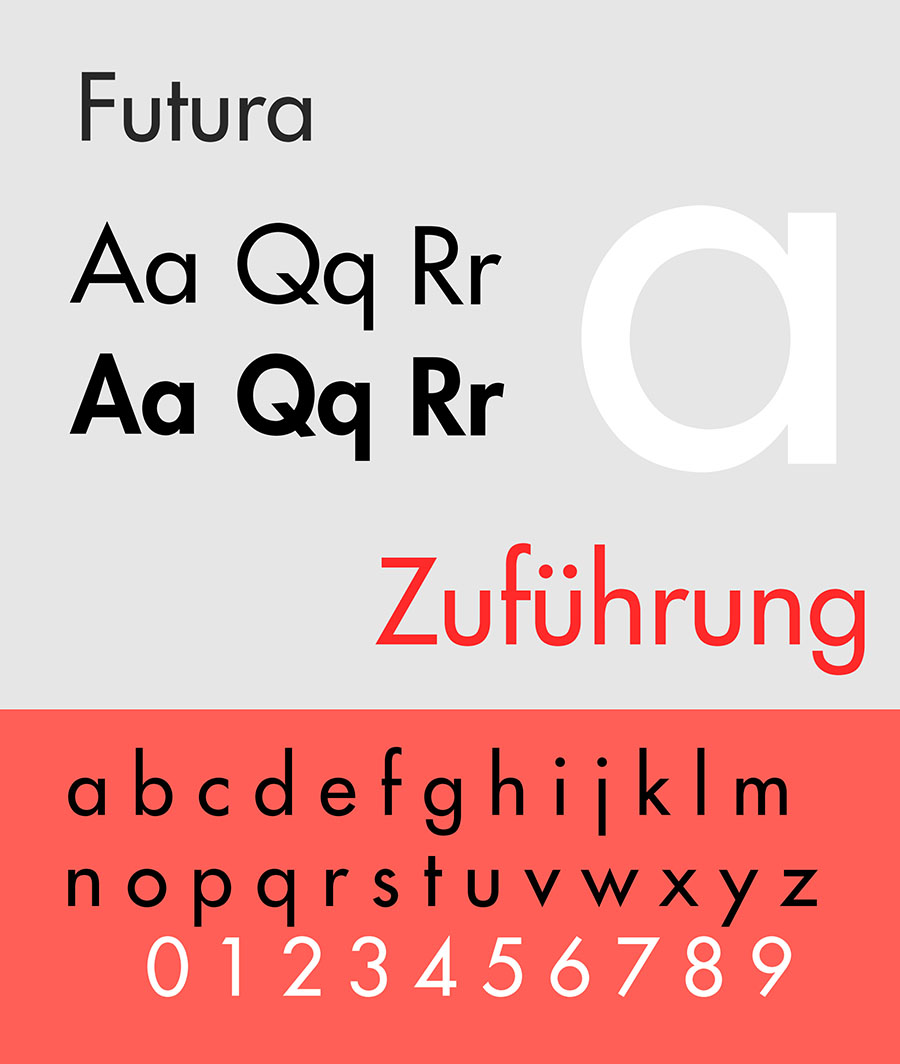 Futura
Aa Qq Rr
Aa Qq Rr
a
Zuführung
a b c d e f g h i j k l m
n o p q r s t u v w x y z
0 1 2 3 4 5 6 7 8 9